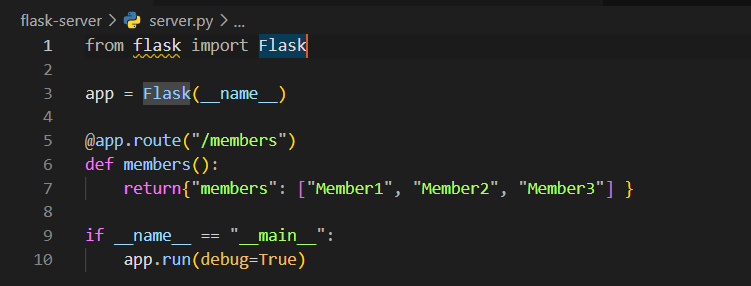 flask-server > server.py > ...
1 from flask import Flask
2
3 app = Flask(__name__)
4
5 @app.route("/members")
6 def members():
7     return{"members": ["Member1", "Member2", "Member3"] }
8
9 if __name__ == "__main__":
10     app.run(debug=True)